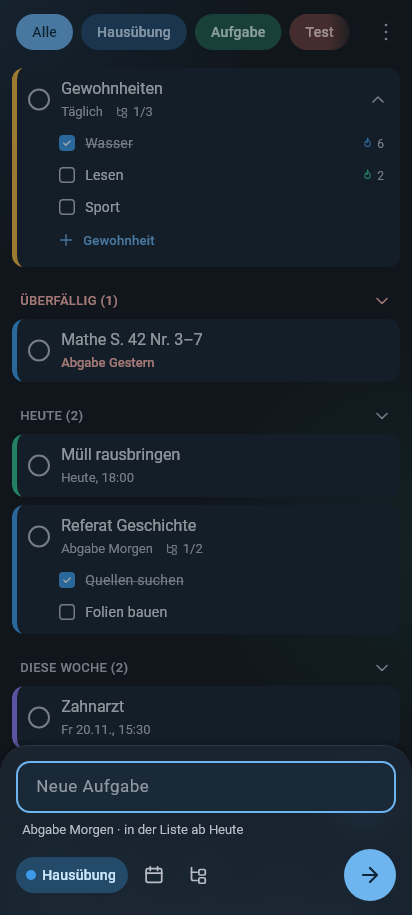 Alle Hausübung Aufgabe Test
Gewohnheiten
Täglich 1/3
Wasser 6
Lesen 2
Sport
+ Gewohnheit
ÜBERFÄLLIG (1)
Mathe S. 42 Nr. 3–7
Abgabe Gestern
HEUTE (2)
Müll rausbringen
Heute, 18:00
Referat Geschichte
Abgabe Morgen 1/2
Quellen suchen
Folien bauen
DIESE WOCHE (2)
Zahnarzt
Fr 20.11., 15:30
Neue Aufgabe
Abgabe Morgen · in der Liste ab Heute
Hausübung